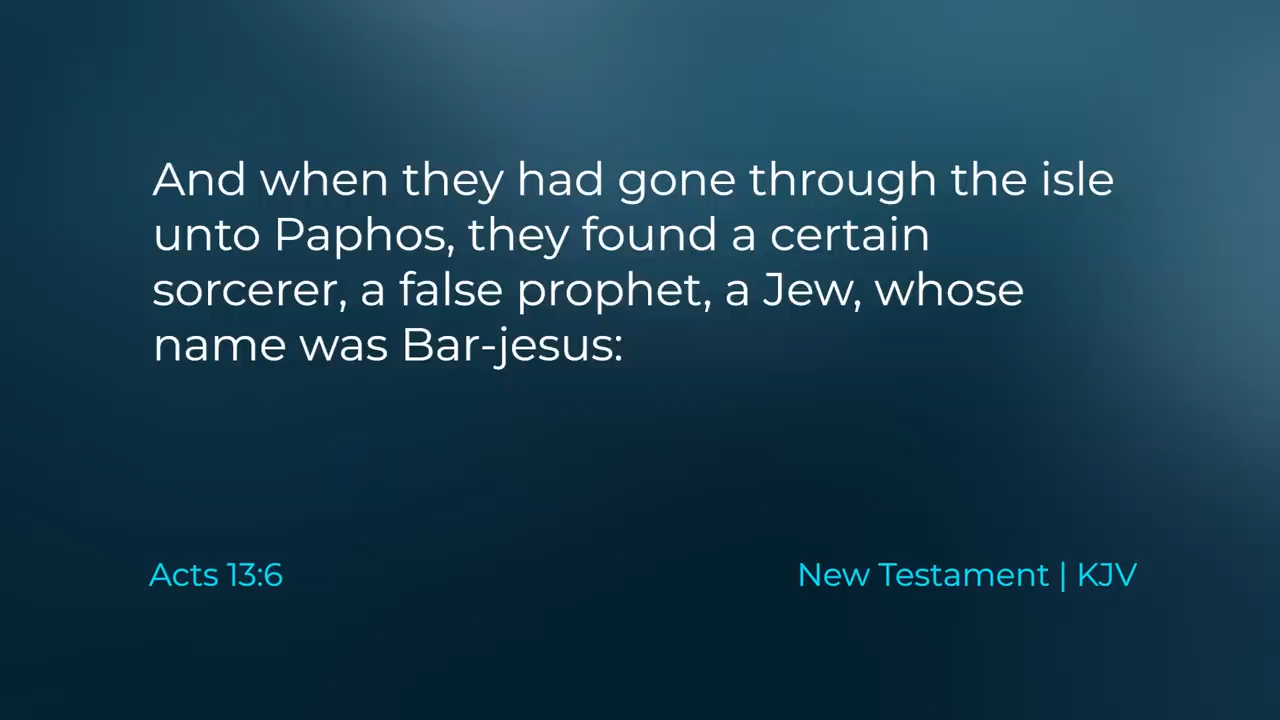 And when they had gone through the isle
unto Paphos, they found a certain
sorcerer, a false prophet, a Jew, whose
name was Bar-jesus:
Acts 13:6
New Testament | KJV